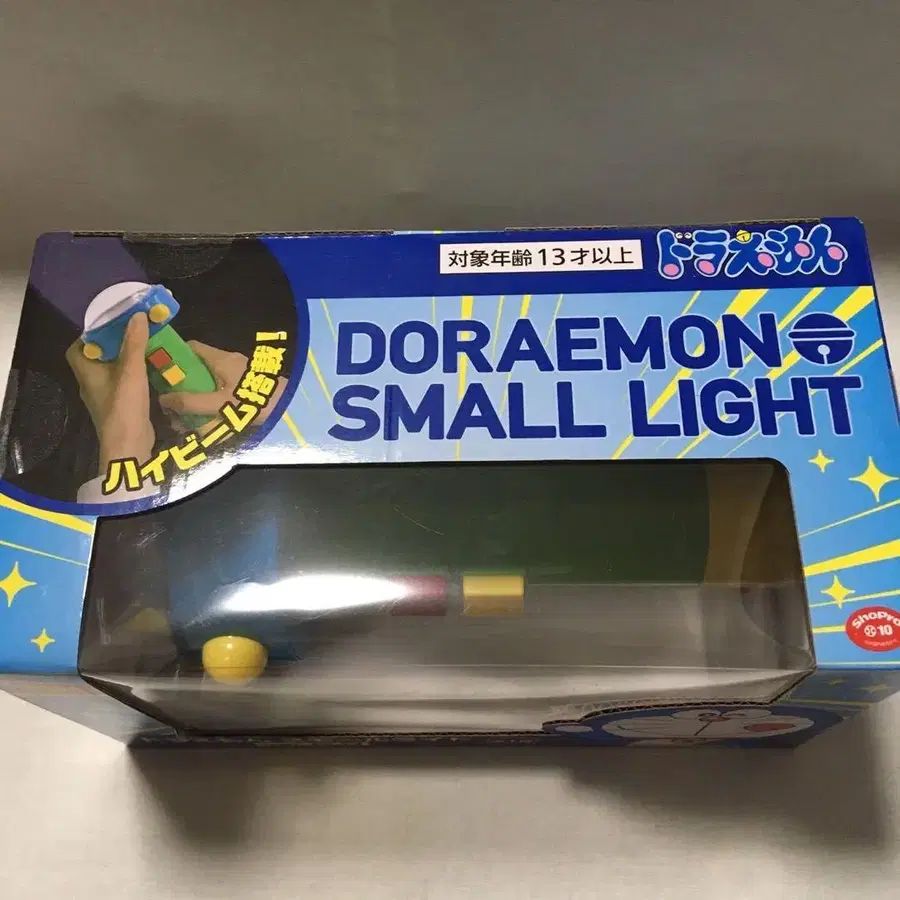 対象年齢13才以上
ドラえもん
DORAEMON
SMALL LIGHT
ハイビーム搭載!
ShoPro
10